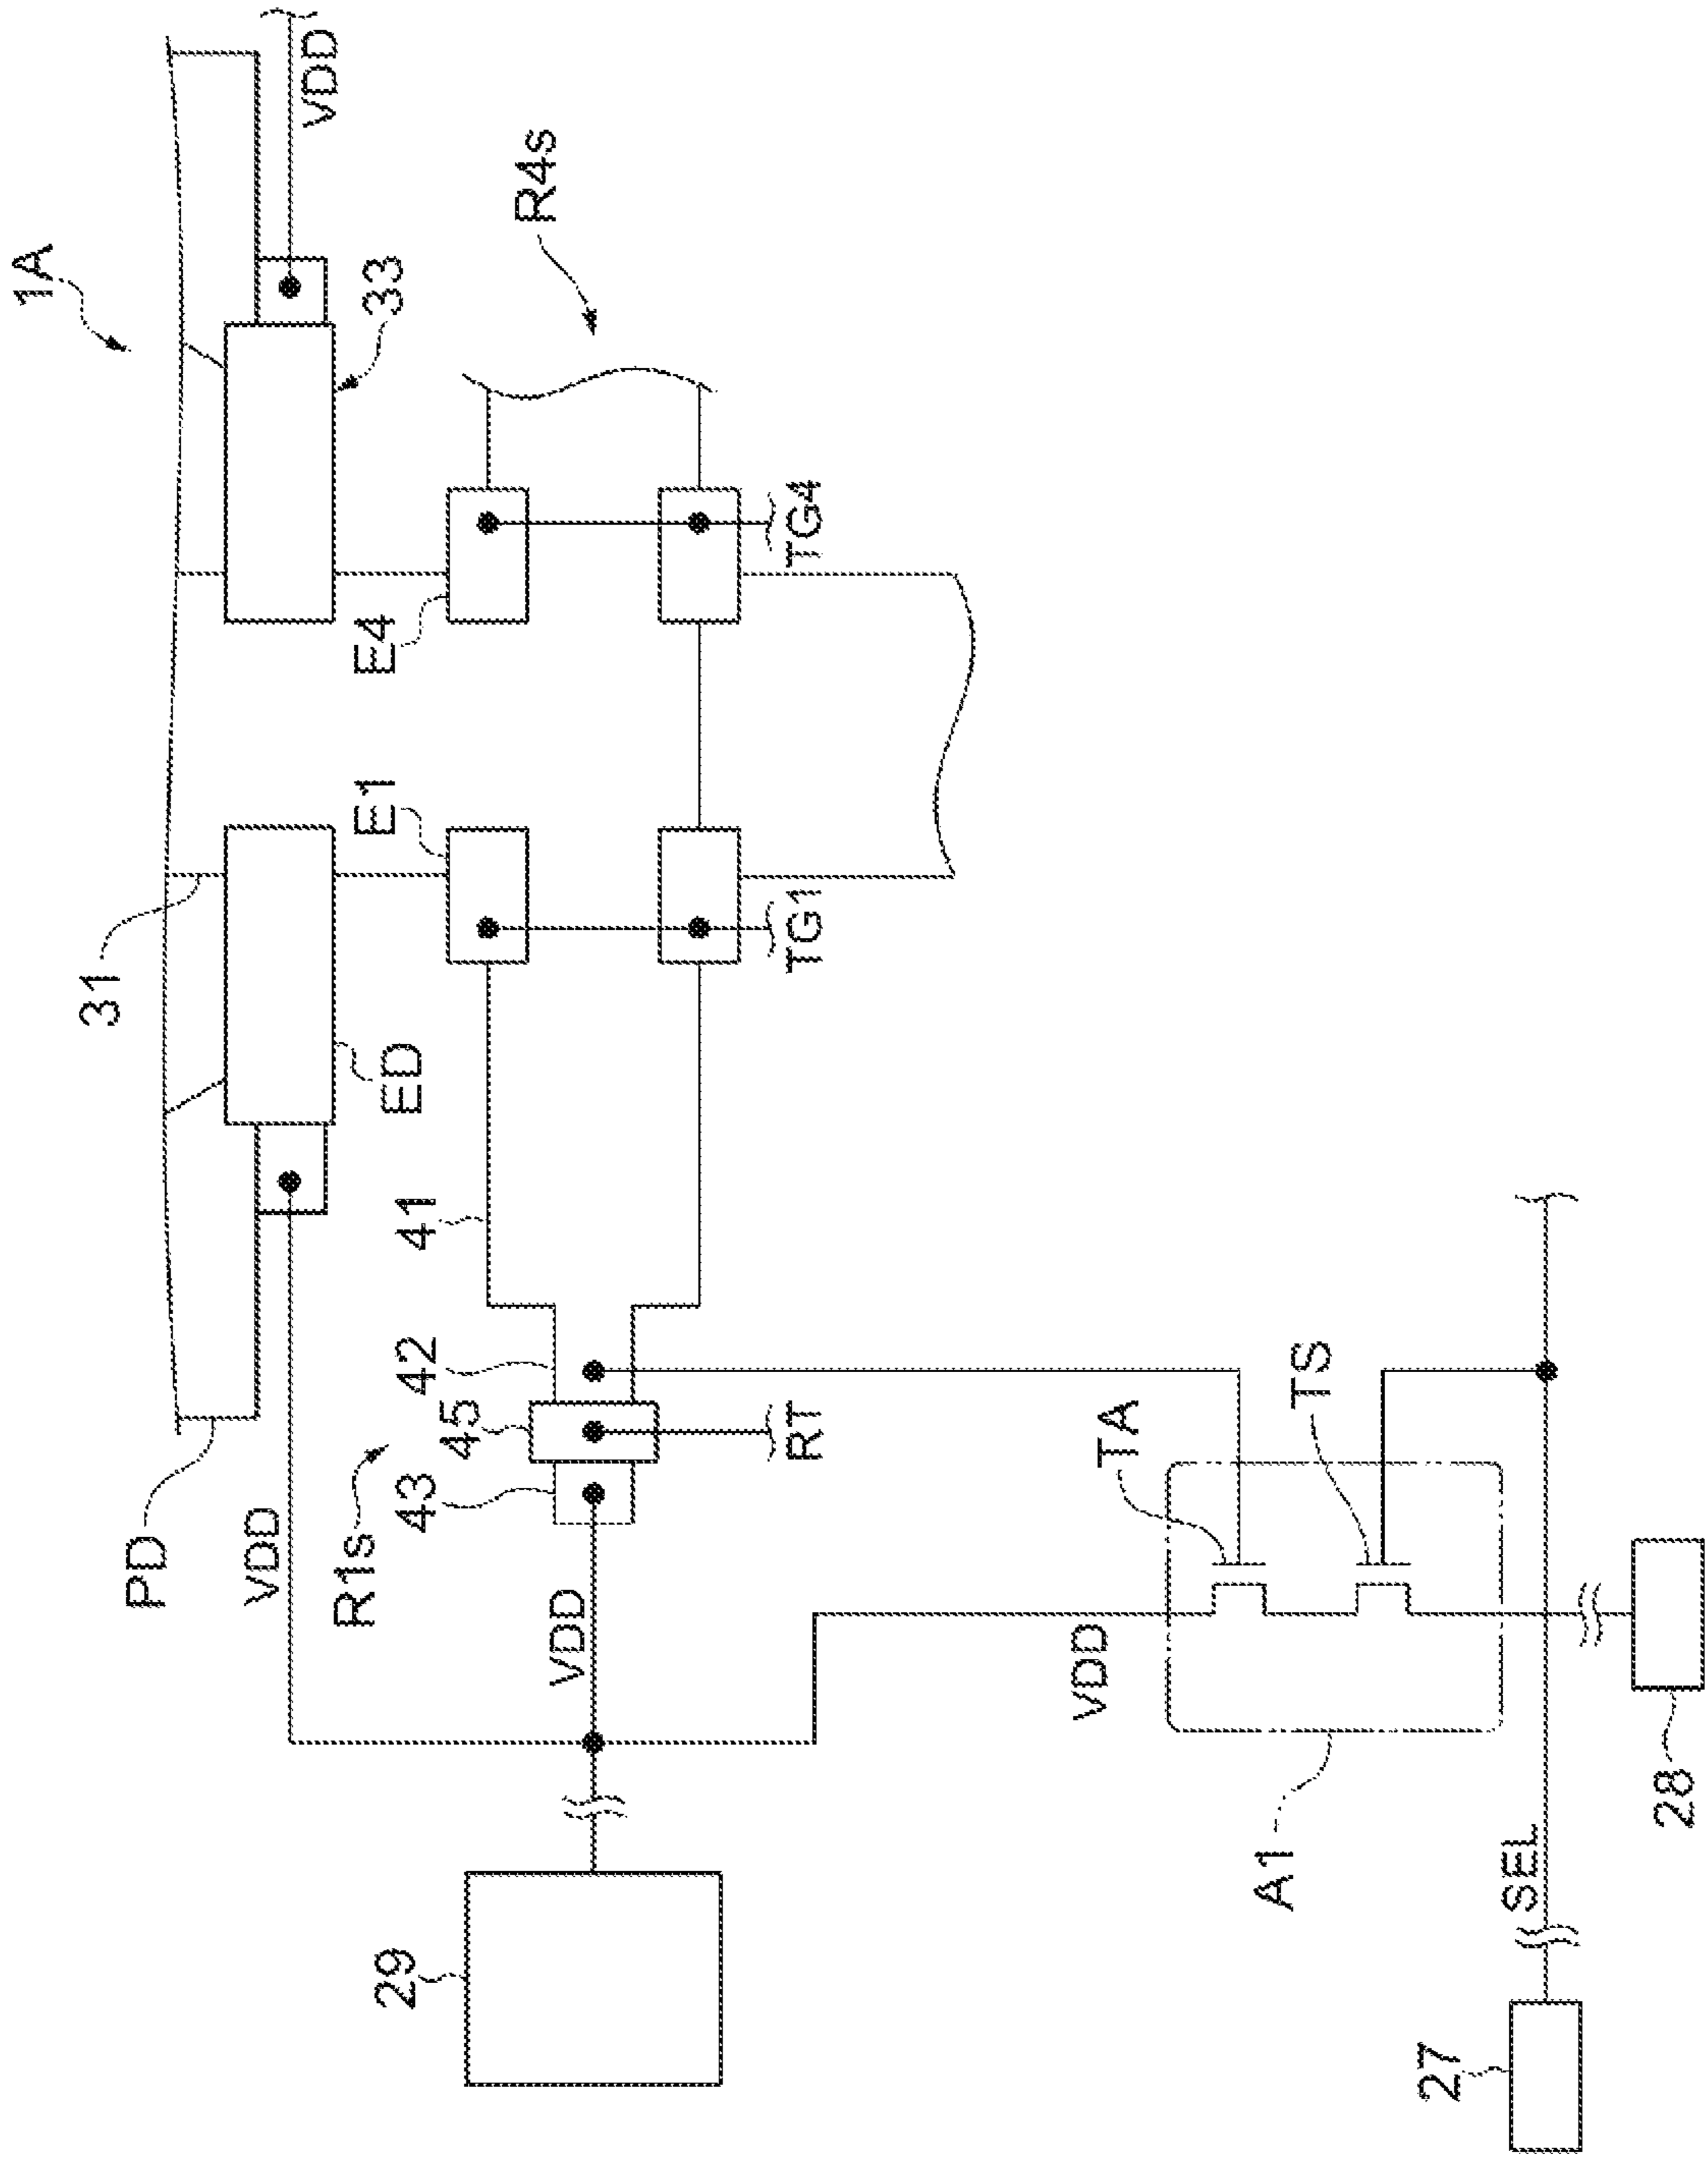 1A
31
PD
VDD
VDD
R1s
E1
E4
33
29
ED
43
42
41
45
R4s
VDD
RT
TG1
TG4
VDD
TA
A1
TS
27
SEL
28